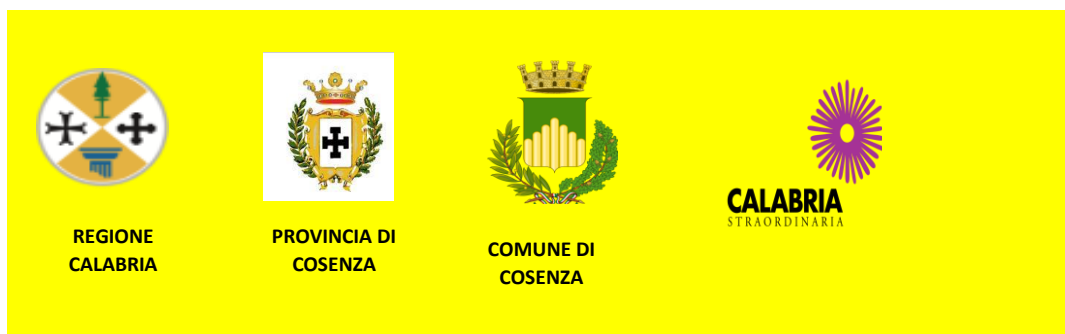 REGIONE
CALABRIA
PROVINCIA DI
COSENZA
COMUNE DI
COSENZA
CALABRIA
STRAORDINARIA